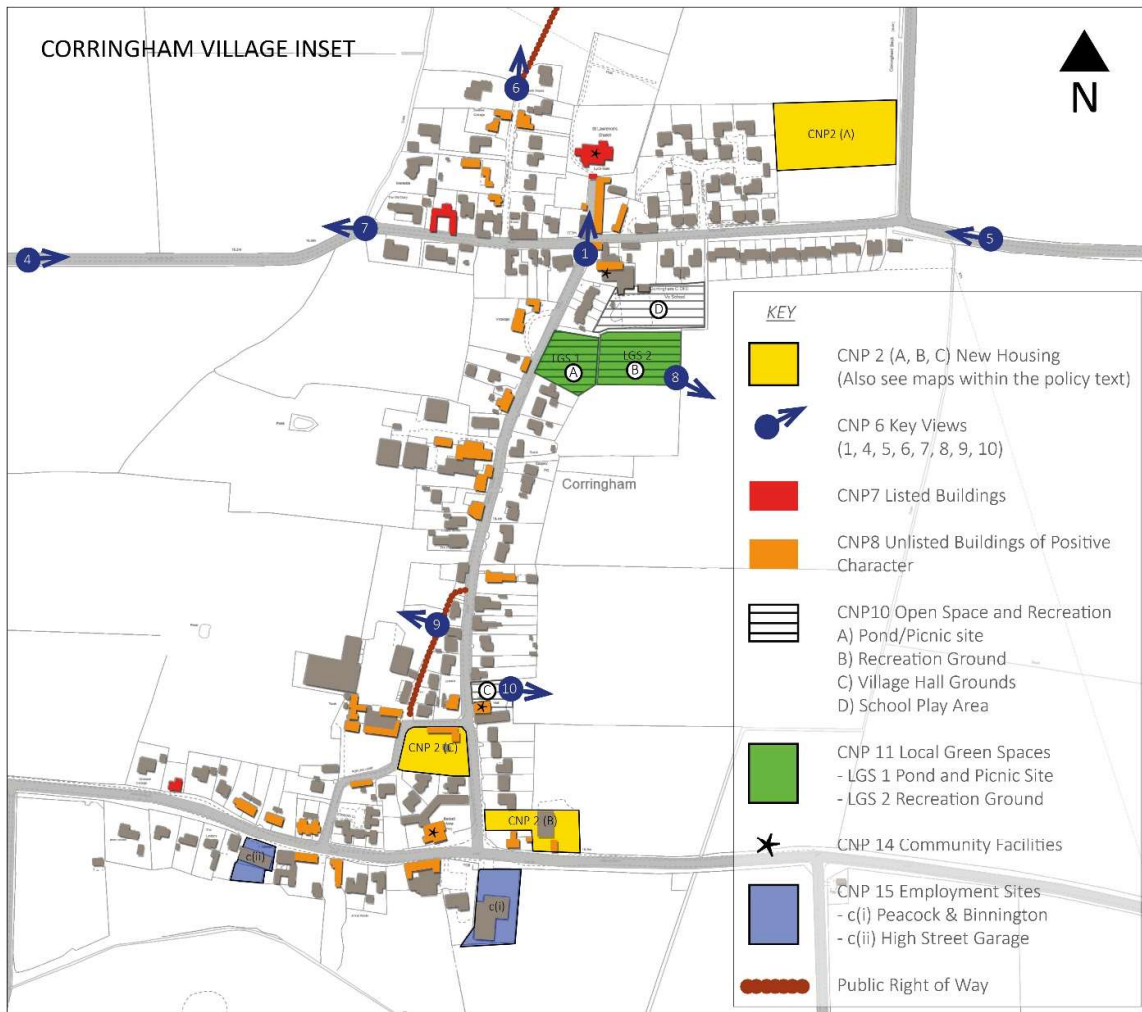 CORRINGHAM VILLAGE INSET
N
6
CNP2 (A)
7
4
1
5
D
LGS 1
LGS 2
A
B
8
Corringham
9
C
10
CNP 2 (C)
CNP 2 (B)
c(ii)
c(i)
KEY
CNP 2 (A, B, C) New Housing
(Also see maps within the policy text)
CNP 6 Key Views
(1, 4, 5, 6, 7, 8, 9, 10)
CNP7 Listed Buildings
CNP8 Unlisted Buildings of Positive
Character
CNP10 Open Space and Recreation
A) Pond/Picnic site
B) Recreation Ground
C) Village Hall Grounds
D) School Play Area
CNP 11 Local Green Spaces
- LGS 1 Pond and Picnic Site
- LGS 2 Recreation Ground
CNP 14 Community Facilities
CNP 15 Employment Sites
- c(i) Peacock & Binnington
- c(ii) High Street Garage
Public Right of Way